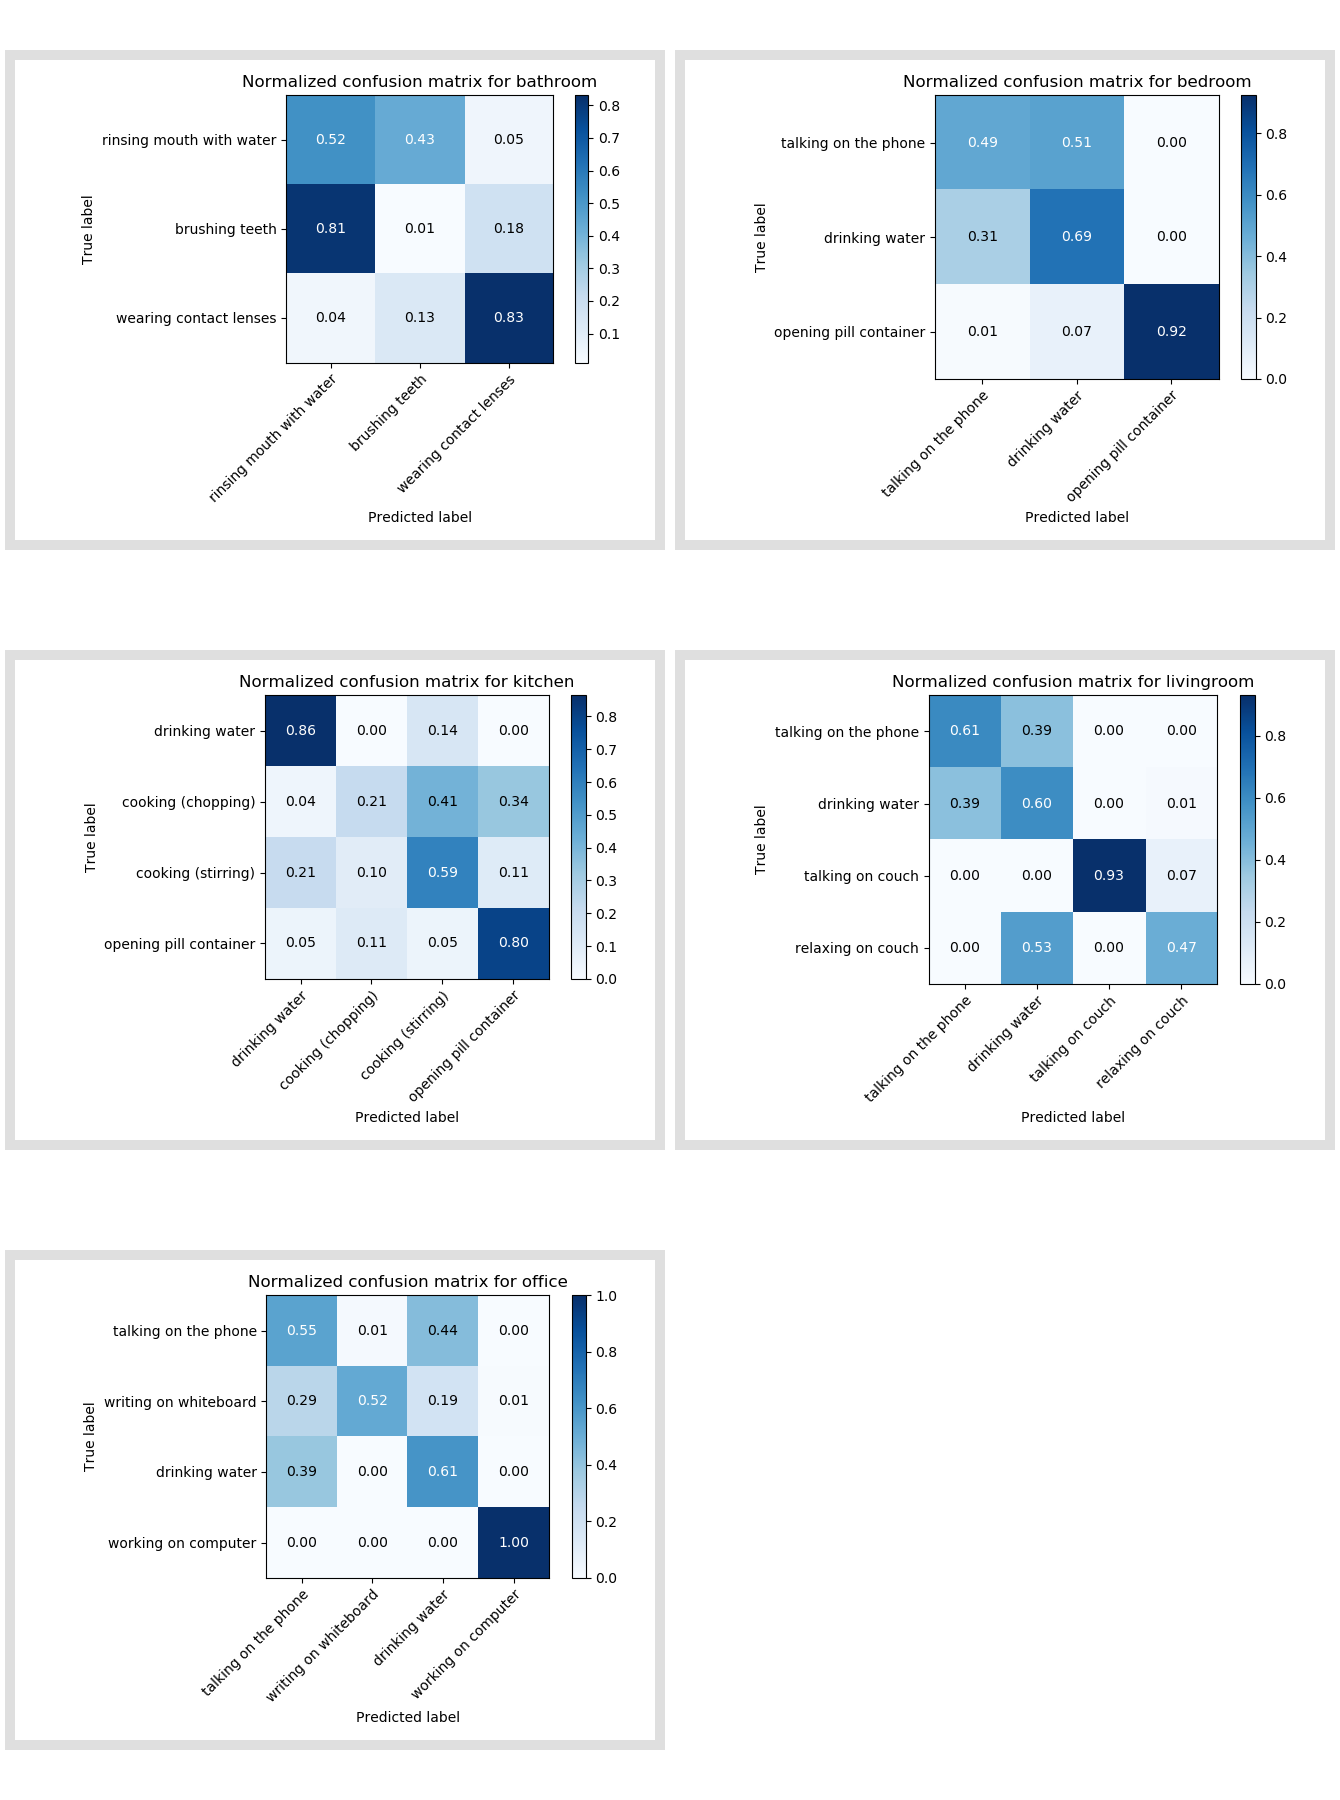 Normalized confusion matrix for bathroom
rinsing mouth with water 0.52 0.43 0.05
brushing teeth 0.81 0.01 0.18
wearing contact lenses 0.04 0.13 0.83
True label
rinsing mouth with water
brushing teeth
wearing contact lenses
Predicted label
0.8
0.7
0.6
0.5
0.4
0.3
0.2
0.1
Normalized confusion matrix for bedroom
talking on the phone 0.49 0.51 0.00
drinking water 0.31 0.69 0.00
opening pill container 0.01 0.07 0.92
True label
talking on the phone
drinking water
opening pill container
Predicted label
0.8
0.6
0.4
0.2
0.0
Normalized confusion matrix for kitchen
drinking water 0.86 0.00 0.14 0.00
cooking (chopping) 0.04 0.21 0.41 0.34
cooking (stirring) 0.21 0.10 0.59 0.11
opening pill container 0.05 0.11 0.05 0.80
True label
drinking water
cooking (chopping)
cooking (stirring)
opening pill container
Predicted label
0.8
0.7
0.6
0.5
0.4
0.3
0.2
0.1
0.0
Normalized confusion matrix for livingroom
talking on the phone 0.61 0.39 0.00 0.00
drinking water 0.39 0.60 0.00 0.01
talking on couch 0.00 0.00 0.93 0.07
relaxing on couch 0.00 0.53 0.00 0.47
True label
talking on the phone
drinking water
talking on couch
relaxing on couch
Predicted label
0.8
0.6
0.4
0.2
0.0
Normalized confusion matrix for office
talking on the phone 0.55 0.01 0.44 0.00
writing on whiteboard 0.29 0.52 0.19 0.01
drinking water 0.39 0.00 0.61 0.00
working on computer 0.00 0.00 0.00 1.00
True label
talking on the phone
writing on whiteboard
drinking water
working on computer
Predicted label
1.0
0.8
0.6
0.4
0.2
0.0